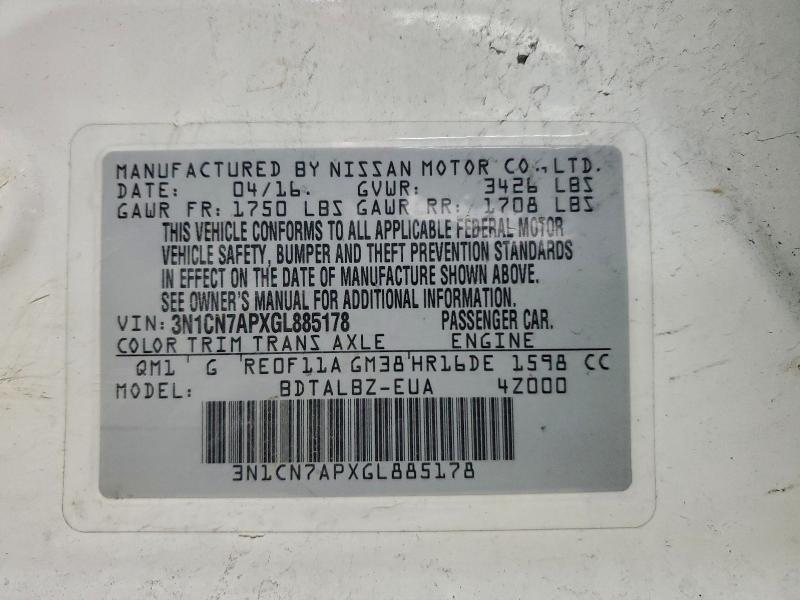 MANUFACTURED BY NISSAN MOTOR CO., LTD.
DATE: 04/16. GVWR: 3426 LBS
GAWR FR: 1750 LBS GAWR RR: 1708 LBS
THIS VEHICLE CONFORMS TO ALL APPLICABLE FEDERAL MOTOR
VEHICLE SAFETY, BUMPER AND THEFT PREVENTION STANDARDS
IN EFFECT ON THE DATE OF MANUFACTURE SHOWN ABOVE.
SEE OWNER'S MANUAL FOR ADDITIONAL INFORMATION.
VIN: 3N1CN7APXGL885178 PASSENGER CAR.
COLOR TRIM TRANS AXLE ENGINE
QM1 ' G 'RE0F11A GM38'HR16DE 1598 CC
MODEL: BDTALBZ-EUA 4Z000
3N1CN7APXGL885178